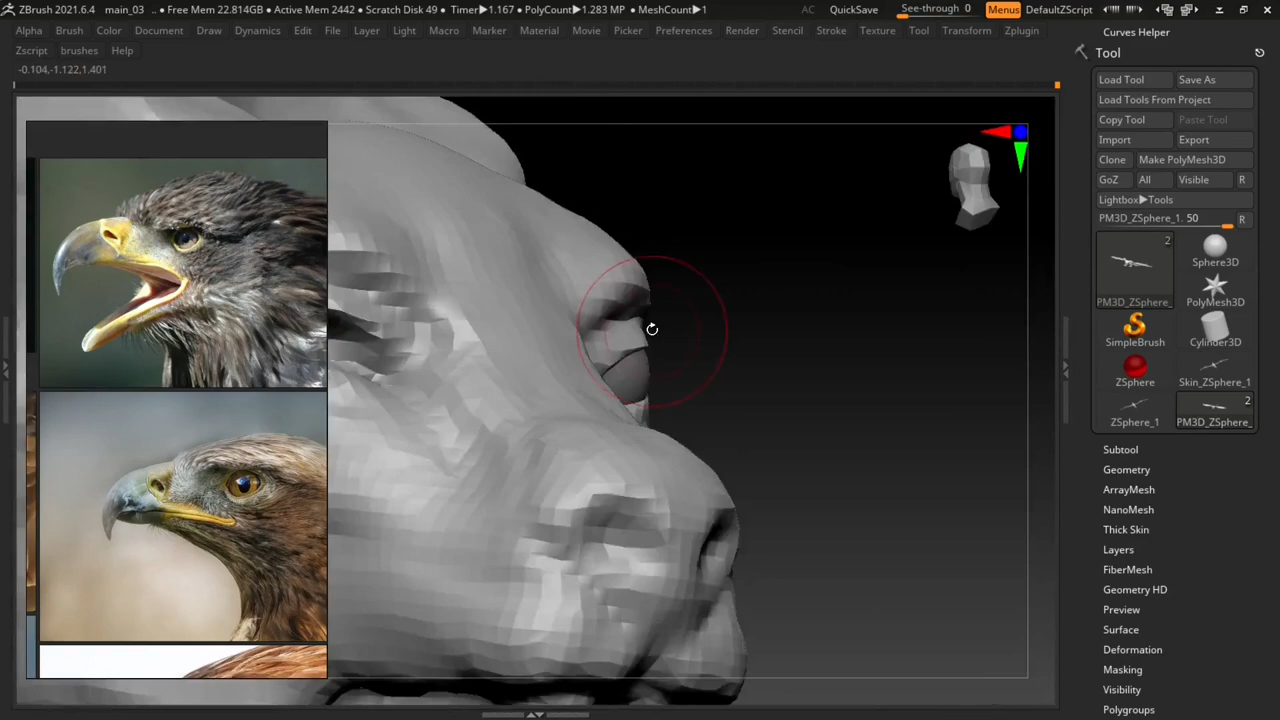 ZBrush 2021.6.4 main_03 .. • Free Mem 22.814GB • Active Mem 2442 • Scratch Disk 49 • Timer▶1.167 • PolyCount▶1.283 MP • MeshCount▶1 AC QuickSave See-through 0 Menus DefaultZScript
Alpha Brush Color Document Draw Dynamics Edit File Layer Light Macro Marker Material Movie Picker Preferences Render Stencil Stroke Texture Tool Transform Zplugin
Zscript brushes Help
-0.104,-1.122,1.401
Curves Helper
Tool
Load Tool Save As
Load Tools From Project
Copy Tool Paste Tool
Import Export
Clone Make PolyMesh3D
GoZ All Visible R
Lightbox▶Tools
PM3D_ZSphere_1. 50 R
2
PM3D_ZSphere_
Sphere3D
PolyMesh3D
SimpleBrush
Cylinder3D
ZSphere
Skin_ZSphere_1
ZSphere_1
2
PM3D_ZSphere_
Subtool
Geometry
ArrayMesh
NanoMesh
Thick Skin
Layers
FiberMesh
Geometry HD
Preview
Surface
Deformation
Masking
Visibility
Polygroups